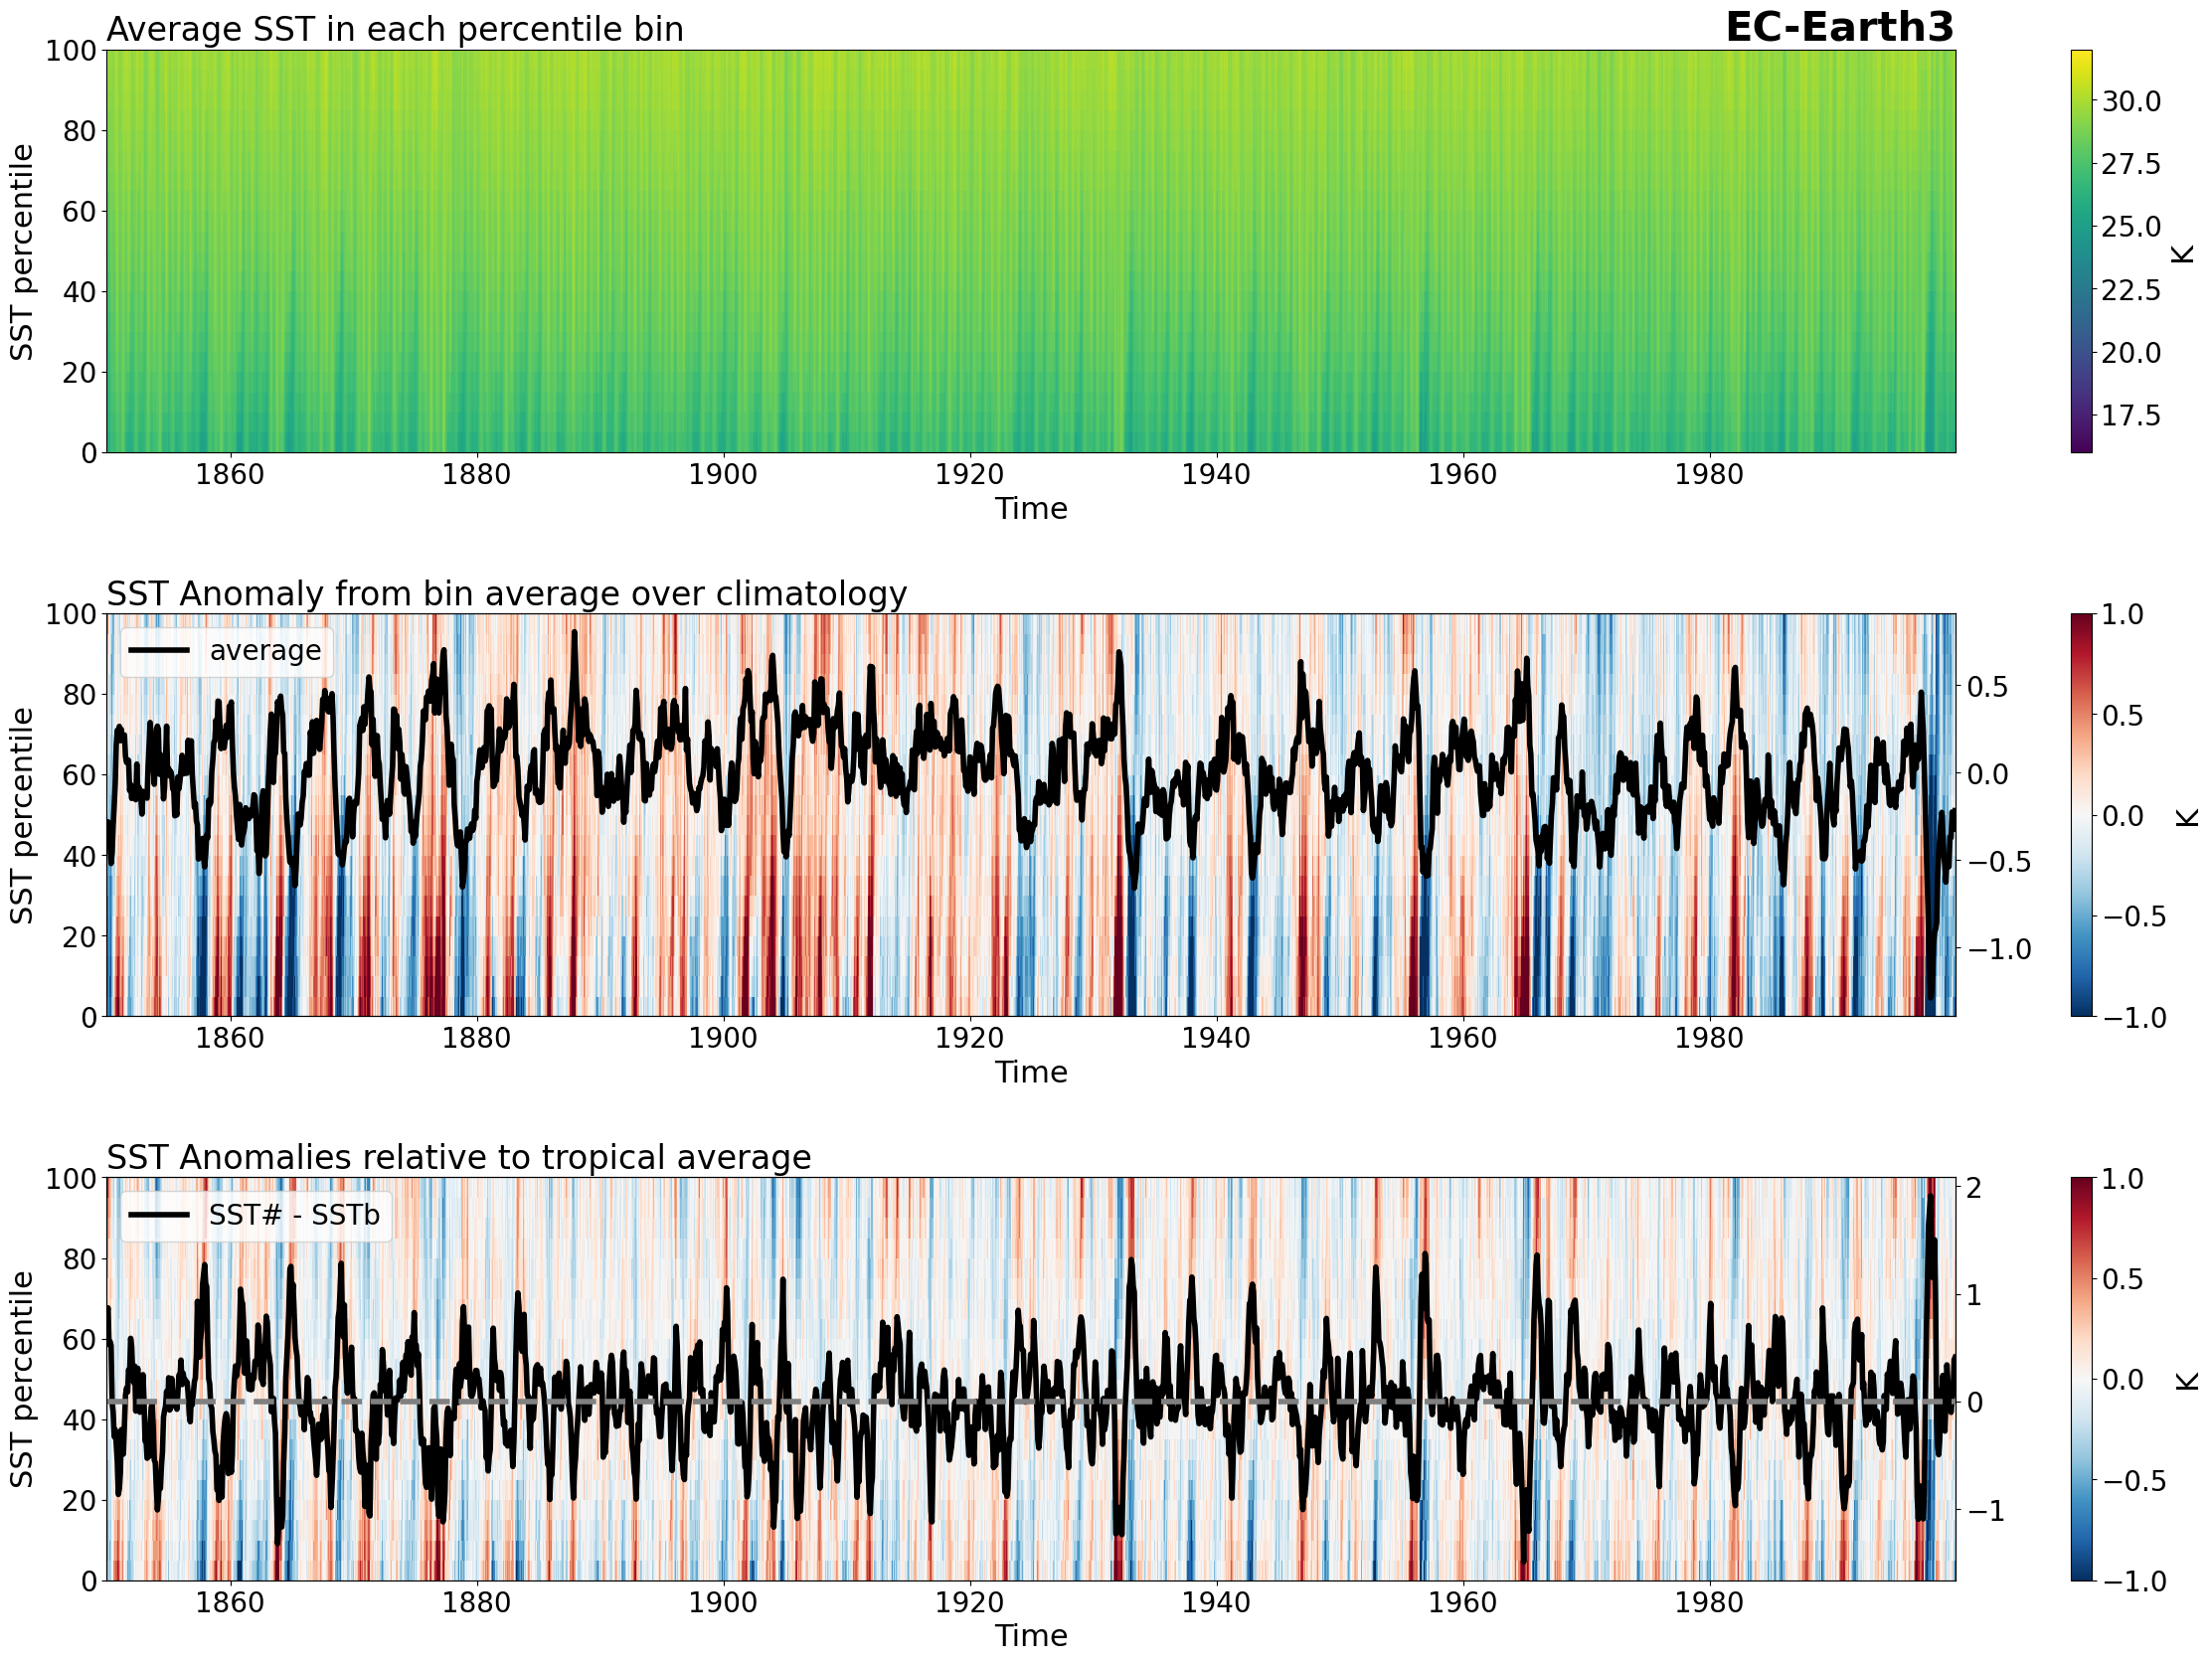 Average SST in each percentile bin
EC-Earth3
100
80
60
40
20
0
SST percentile
1860 1880 1900 1920 1940 1960 1980
Time
30.0
27.5
25.0
22.5
20.0
17.5
K
SST Anomaly from bin average over climatology
average
100
80
60
40
20
0
SST percentile
1860 1880 1900 1920 1940 1960 1980
Time
0.5
0.0
−0.5
−1.0
1.0
0.5
0.0
−0.5
−1.0
K
SST Anomalies relative to tropical average
SST# - SSTb
100
80
60
40
20
0
SST percentile
1860 1880 1900 1920 1940 1960 1980
Time
2
1
0
−1
1.0
0.5
0.0
−0.5
−1.0
K